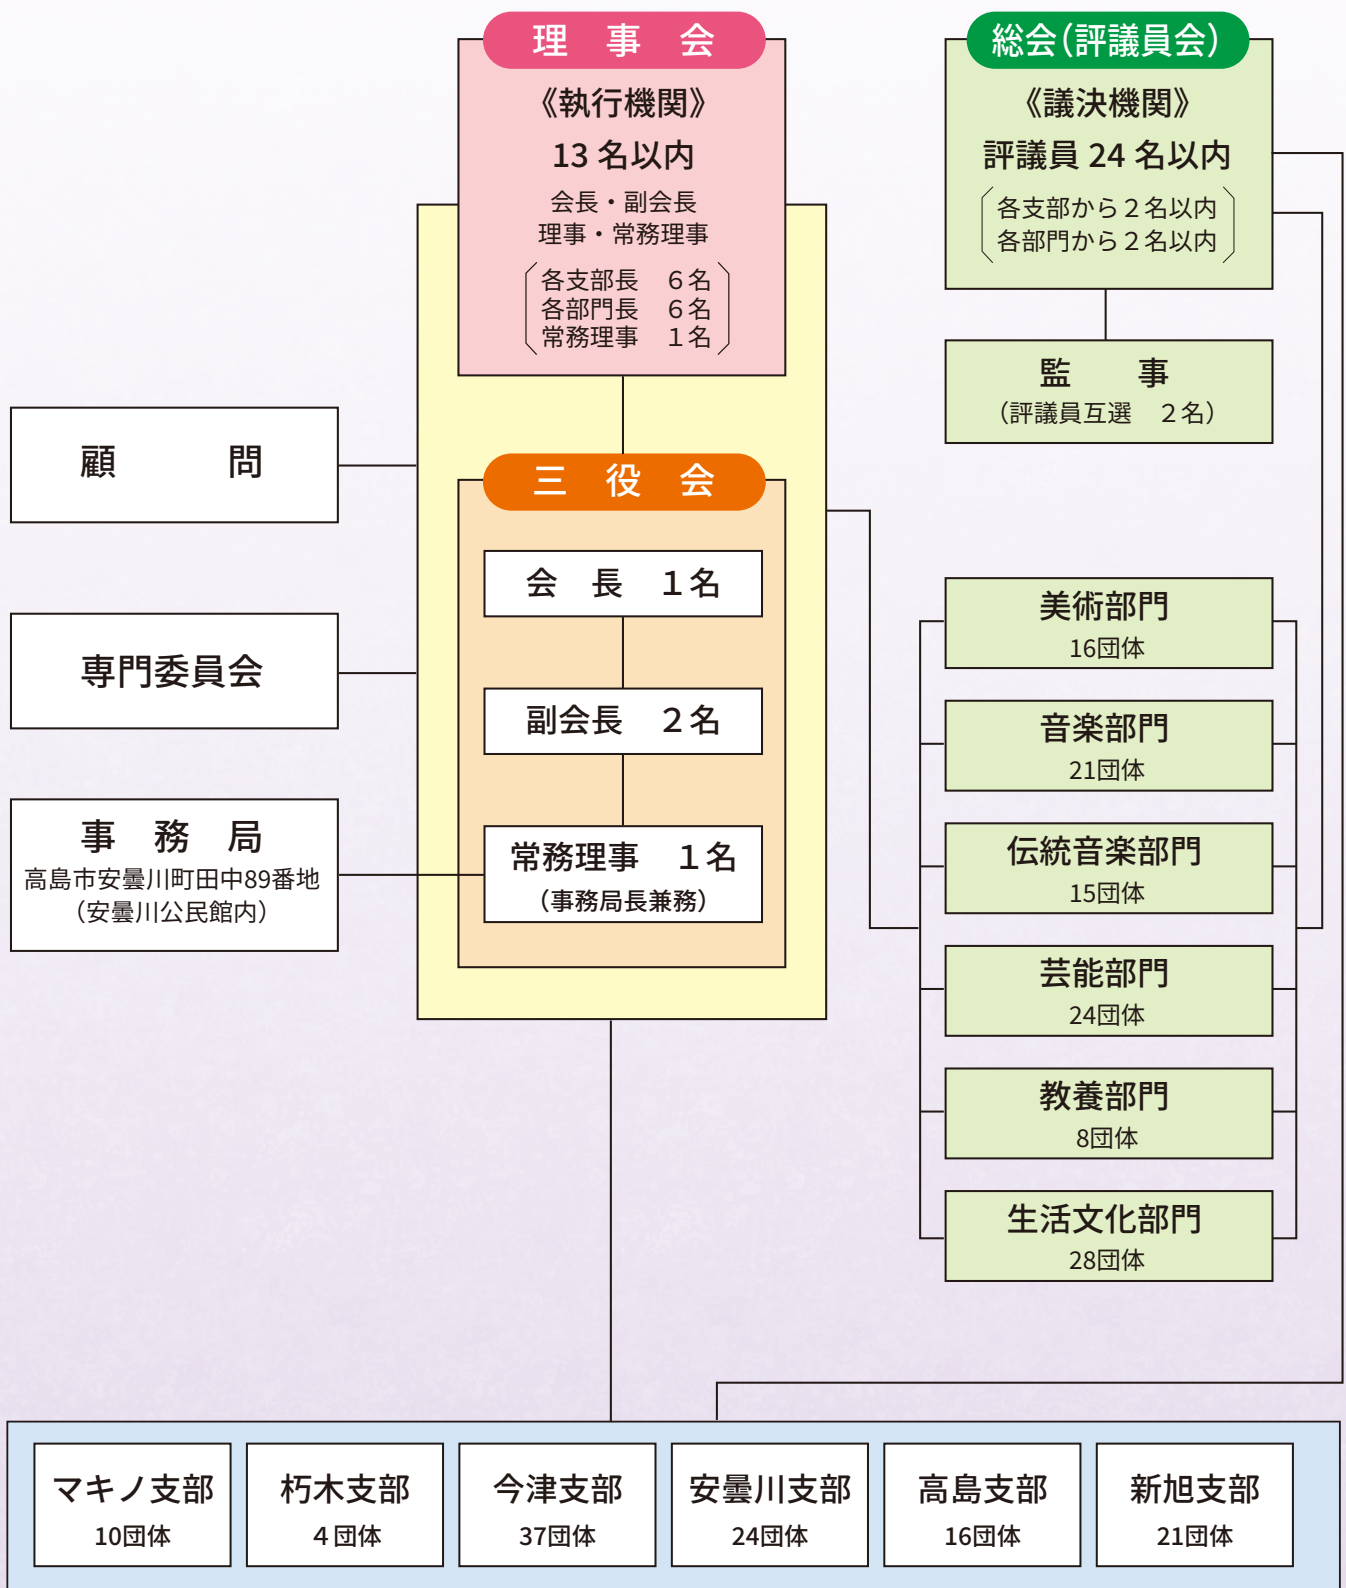 理　事　会
《執行機関》
13 名以内
会長・副会長
理事・常務理事
各支部長　６名
各部門長　６名
常務理事　１名
総会（評議員会）
《議決機関》
評議員 24 名以内
各支部から２名以内
各部門から２名以内
監　　事
（評議員互選　２名）
顧　　　問
専門委員会
事　務　局
高島市安曇川町田中89番地
（安曇川公民館内）
三　役　会
会　長　１名
副会長　２名
常務理事　１名
（事務局長兼務）
美術部門
16団体
音楽部門
21団体
伝統音楽部門
15団体
芸能部門
24団体
教養部門
8団体
生活文化部門
28団体
マキノ支部
10団体
朽木支部
４団体
今津支部
37団体
安曇川支部
24団体
高島支部
16団体
新旭支部
21団体